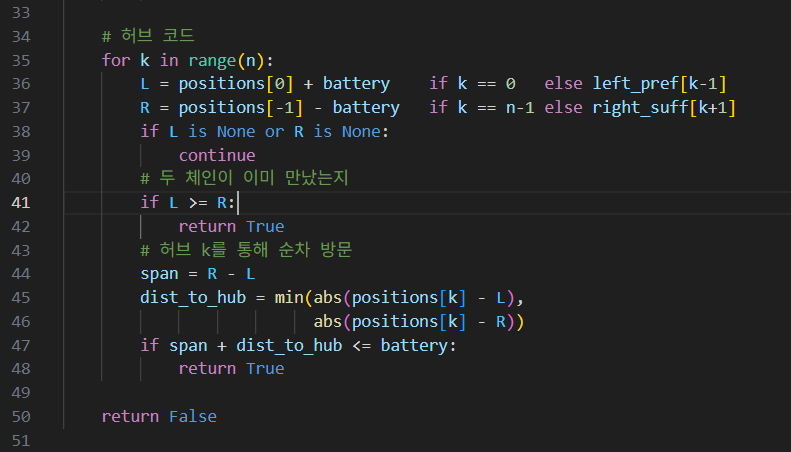 33
34 # 허브 코드
35 for k in range(n):
36 L = positions[0] + battery if k == 0 else left_pref[k-1]
37 R = positions[-1] - battery if k == n-1 else right_suff[k+1]
38 if L is None or R is None:
39 continue
40 # 두 체인이 이미 만났는지
41 if L >= R:
42 return True
43 # 허브 k를 통해 순차 방문
44 span = R - L
45 dist_to_hub = min(abs(positions[k] - L),
46 abs(positions[k] - R))
47 if span + dist_to_hub <= battery:
48 return True
49
50 return False
51